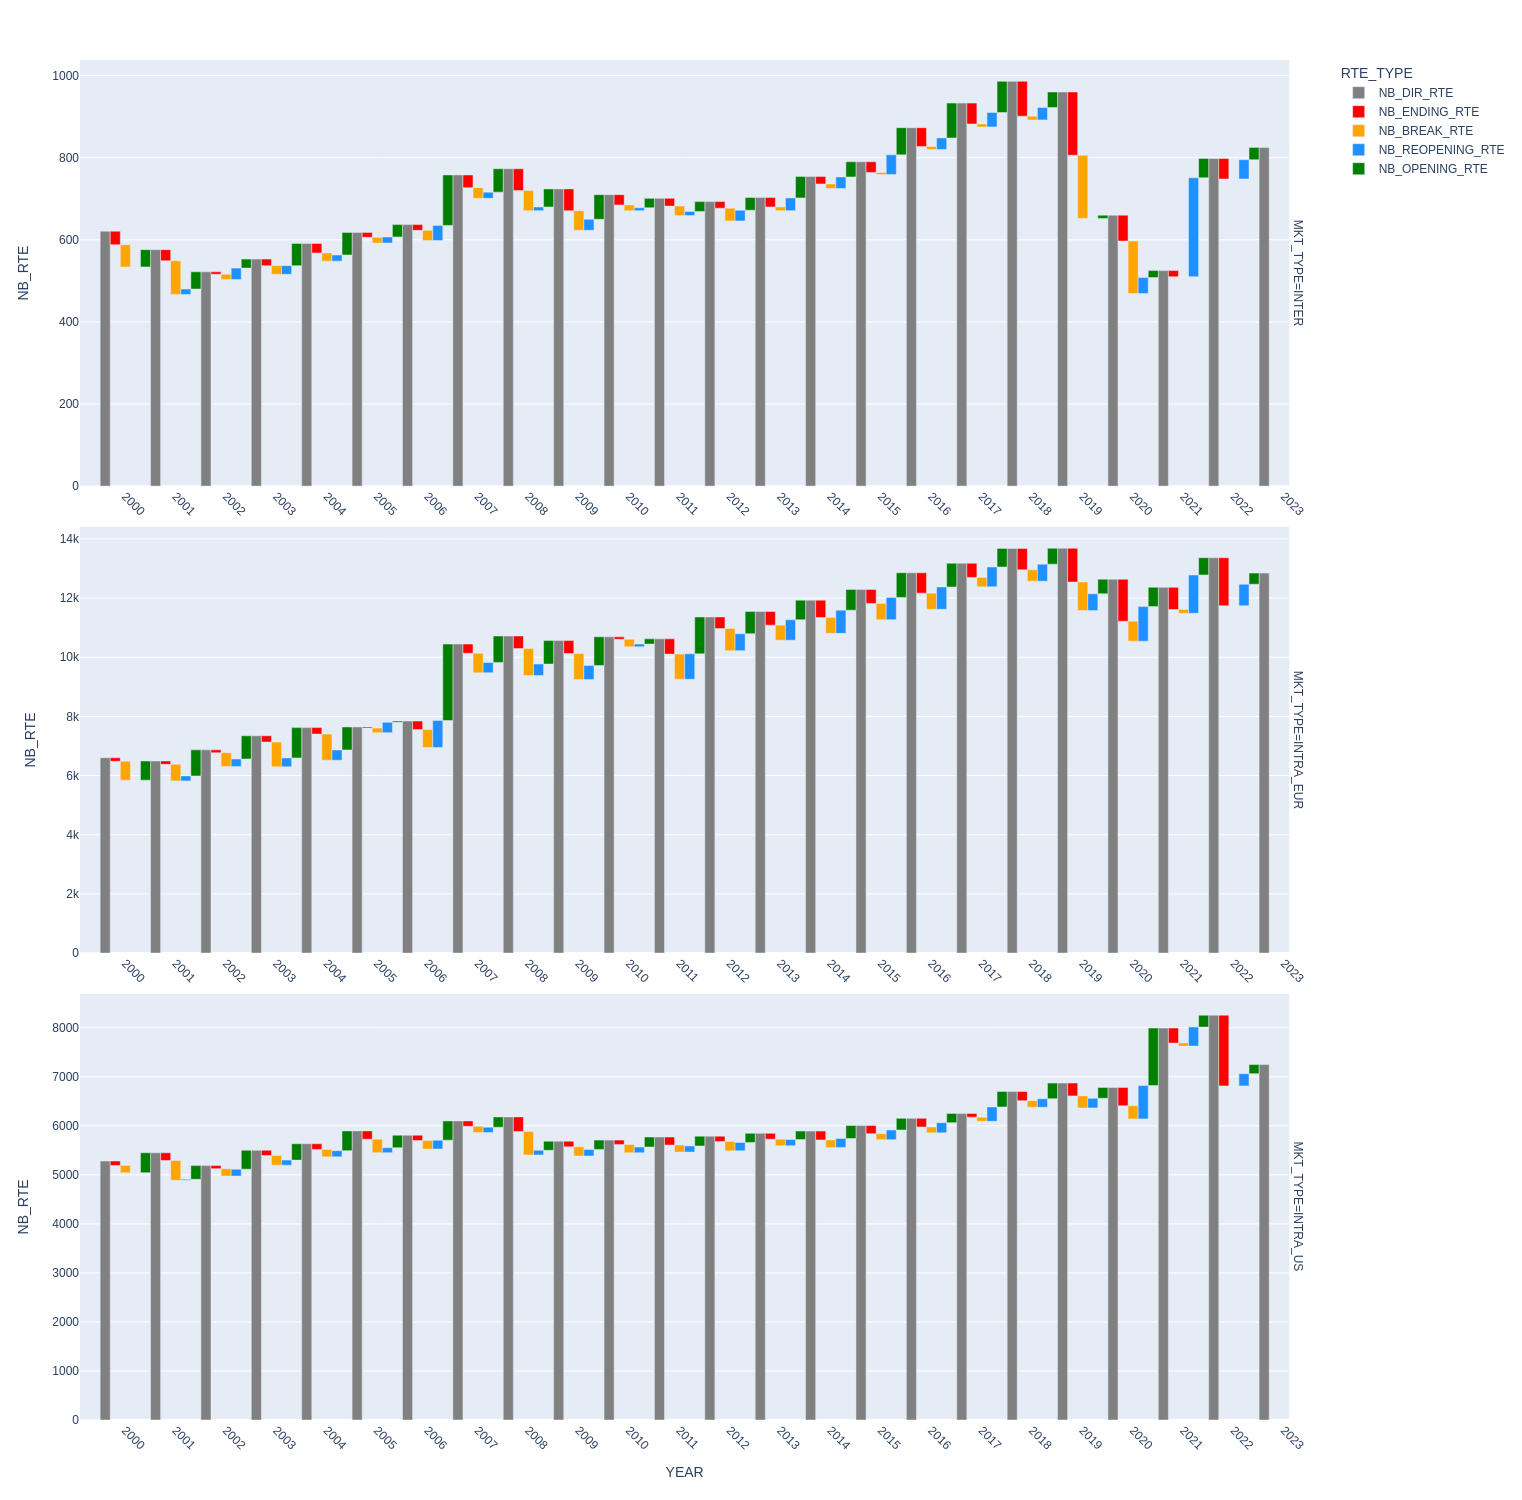 RTE_TYPE
NB_DIR_RTE
NB_ENDING_RTE
NB_BREAK_RTE
NB_REOPENING_RTE
NB_OPENING_RTE
1000
800
600
400
200
0
NB_RTE
MKT_TYPE=INTER
2000 2001 2002 2003 2004 2005 2006 2007 2008 2009 2010 2011 2012 2013 2014 2015 2016 2017 2018 2019 2020 2021 2022 2023
14k
12k
10k
8k
6k
4k
2k
0
NB_RTE
MKT_TYPE=INTRA_EUR
2000 2001 2002 2003 2004 2005 2006 2007 2008 2009 2010 2011 2012 2013 2014 2015 2016 2017 2018 2019 2020 2021 2022 2023
8000
7000
6000
5000
4000
3000
2000
1000
0
NB_RTE
MKT_TYPE=INTRA_US
2000 2001 2002 2003 2004 2005 2006 2007 2008 2009 2010 2011 2012 2013 2014 2015 2016 2017 2018 2019 2020 2021 2022 2023
YEAR